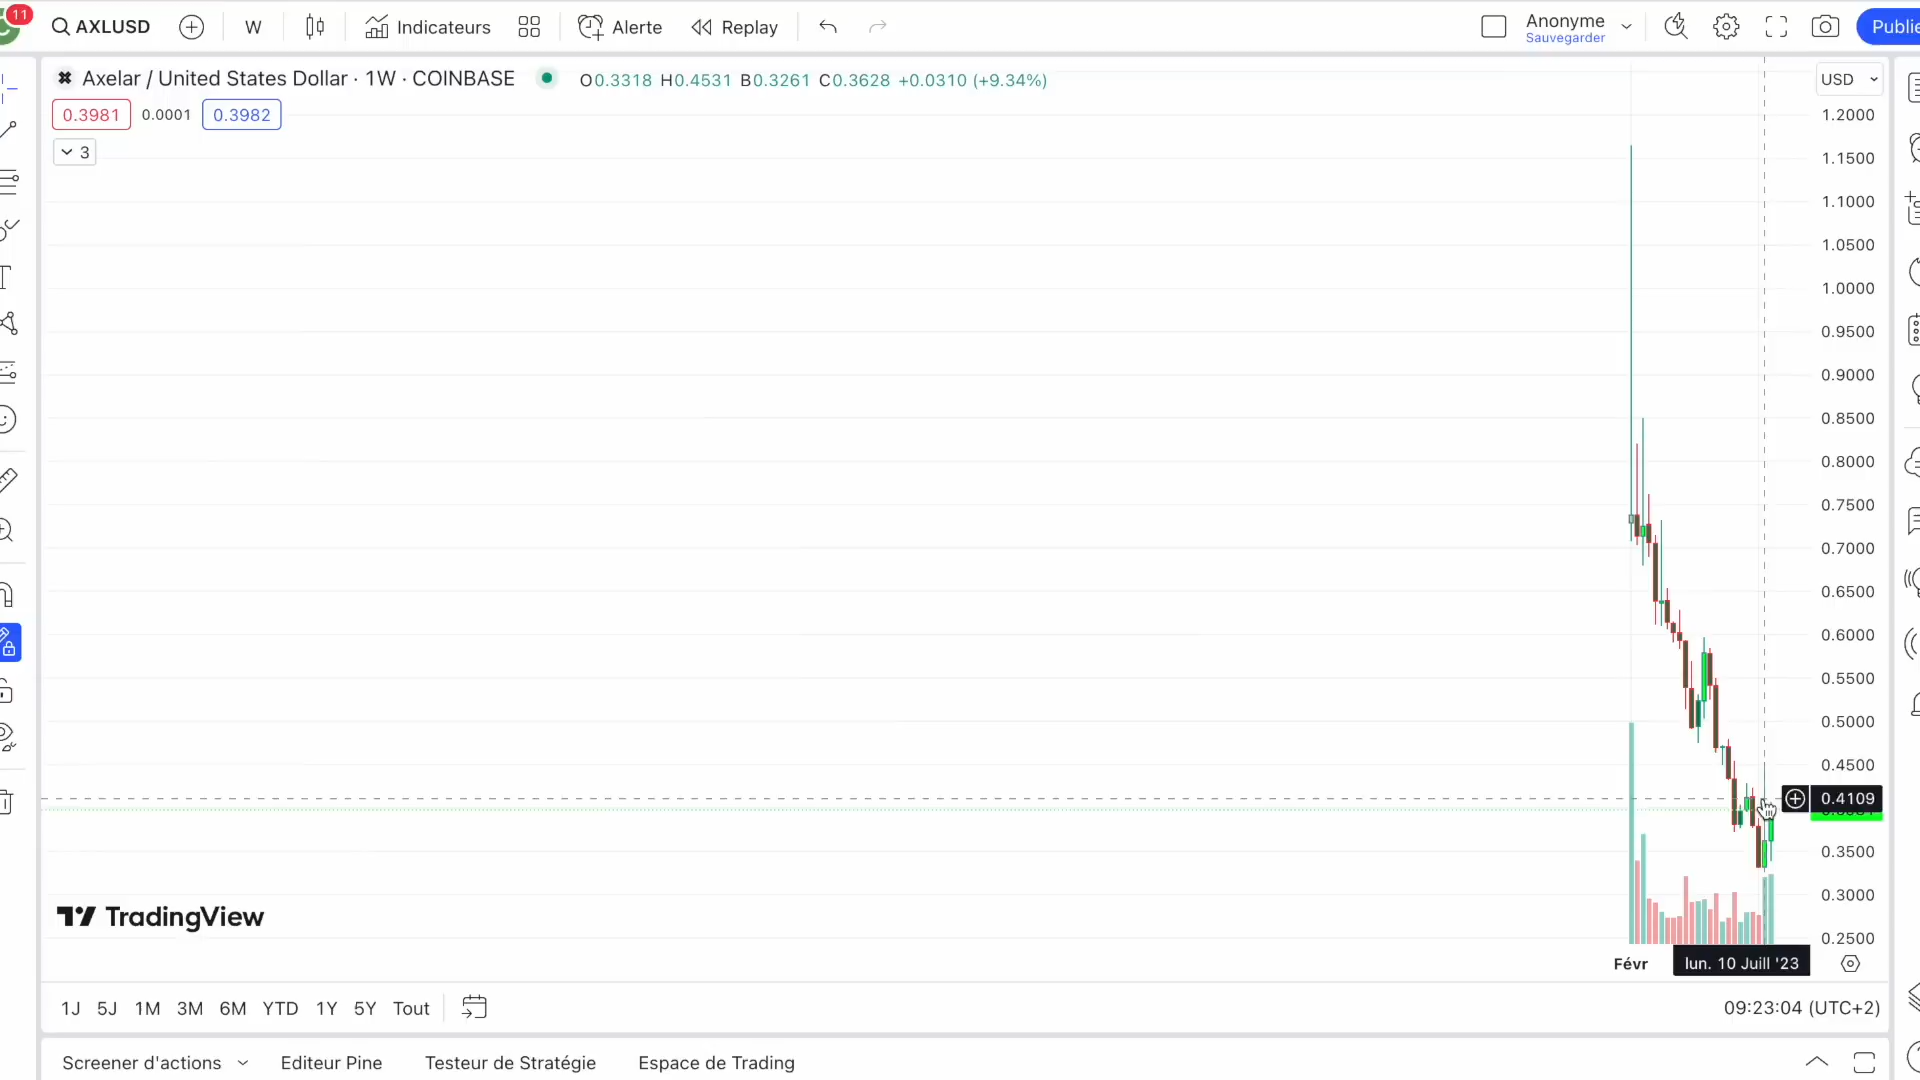 11
AXLUSD
W
Indicateurs
Alerte
Replay
Anonyme
Sauvegarder
Publie
Axelar / United States Dollar · 1W · COINBASE
O0.3318 H0.4531 B0.3261 C0.3628 +0.0310 (+9.34%)
USD
0.3981 0.0001 0.3982
3
1.2000
1.1500
1.1000
1.0500
1.0000
0.9500
0.9000
0.8500
0.8000
0.7500
0.7000
0.6500
0.6000
0.5500
0.5000
0.4500
0.4109
0.3500
0.3000
0.2500
TradingView
Févr
lun. 10 Juill '23
1J 5J 1M 3M 6M YTD 1Y 5Y Tout
09:23:04 (UTC+2)
Screener d'actions
Editeur Pine
Testeur de Stratégie
Espace de Trading